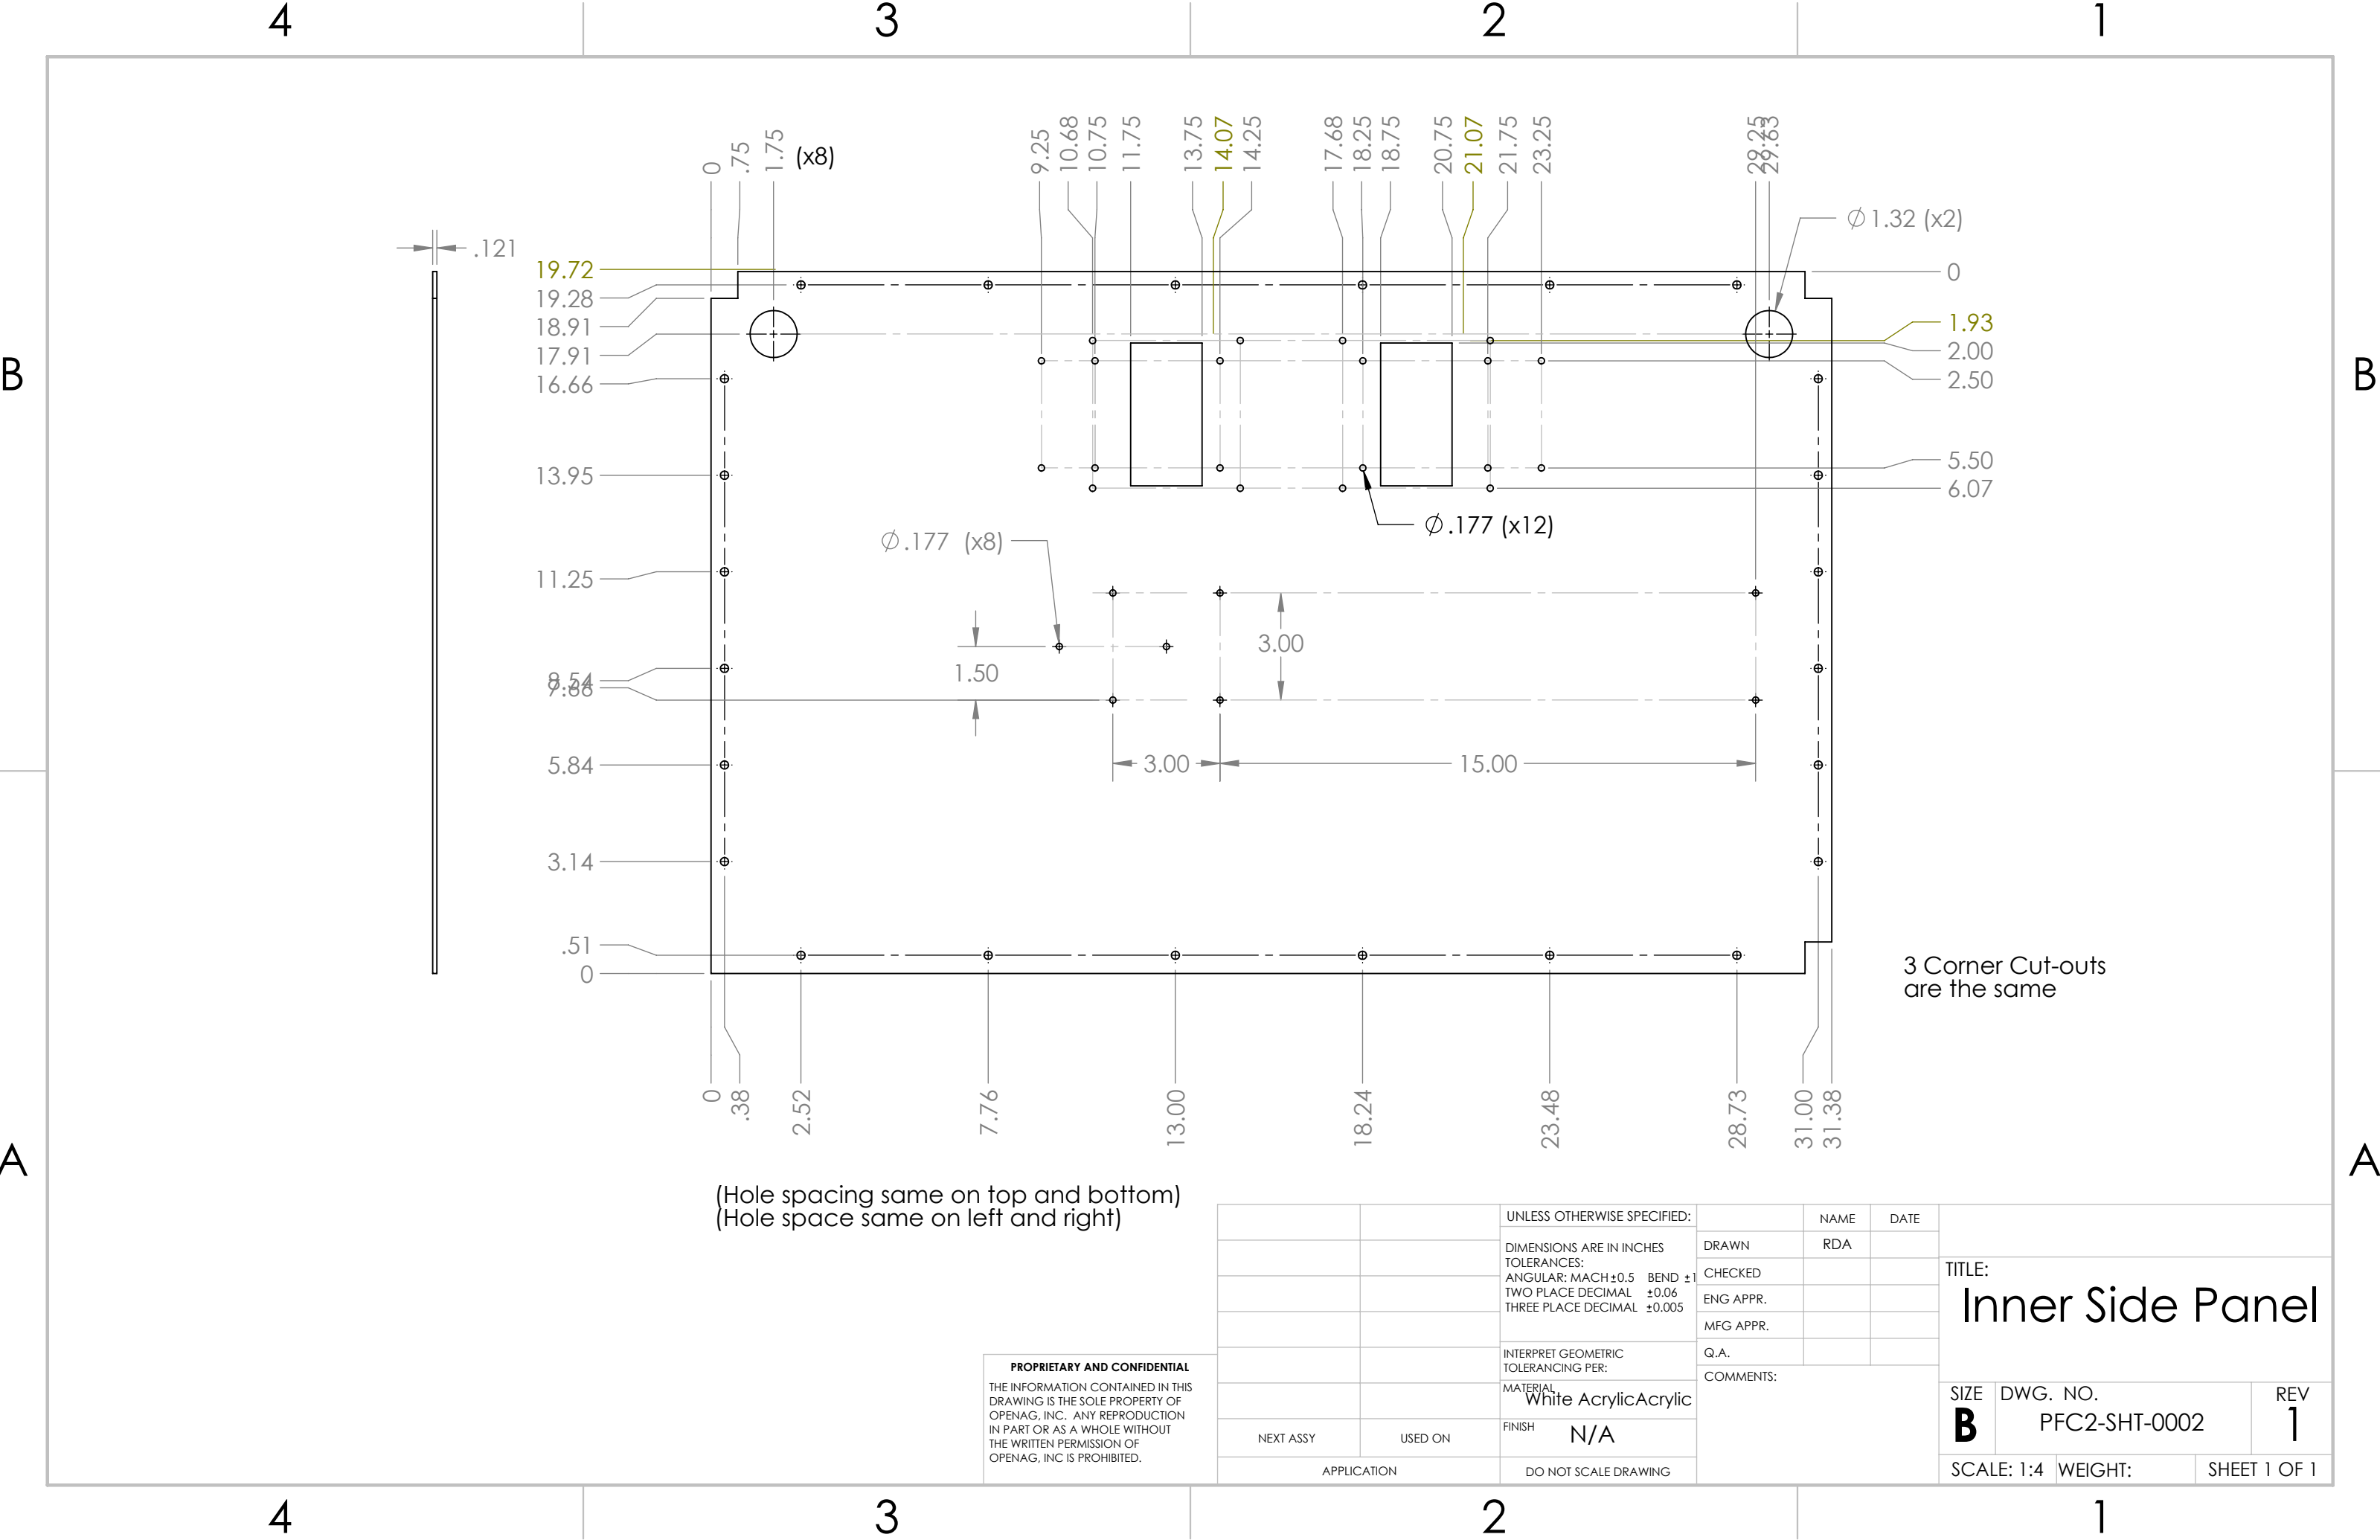 4 3 2 1
0 .75 1.75 (x8) 9.25 10.68 10.75 11.75 13.75 14.07 14.25 17.68 18.25 18.75 20.75 21.07 21.75 23.25 29.25 29.63
∅1.32 (x2)
.121
19.72
19.28
18.91
17.91
16.66
13.95
11.25
8.54
5.84
3.14
.51
0
0
1.93
2.00
2.50
5.50
6.07
B B
∅.177 (x12)
∅.177 (x8)
3.00
1.50
3.00 15.00
3 Corner Cut-outs
are the same
0 .38 2.52 7.76 13.00 18.24 23.48 28.73 31.00 31.38
A A
(Hole spacing same on top and bottom)
(Hole space same on left and right)
PROPRIETARY AND CONFIDENTIAL
THE INFORMATION CONTAINED IN THIS
DRAWING IS THE SOLE PROPERTY OF
OPENAG, INC. ANY REPRODUCTION
IN PART OR AS A WHOLE WITHOUT
THE WRITTEN PERMISSION OF
OPENAG, INC IS PROHIBITED.
NEXT ASSY USED ON
APPLICATION
UNLESS OTHERWISE SPECIFIED:
DIMENSIONS ARE IN INCHES
TOLERANCES:
ANGULAR: MACH±0.5 BEND ±1
TWO PLACE DECIMAL ±0.06
THREE PLACE DECIMAL ±0.005
INTERPRET GEOMETRIC
TOLERANCING PER:
MATERIAL
White AcrylicAcrylic
FINISH
N/A
DO NOT SCALE DRAWING
NAME DATE
DRAWN RDA
CHECKED
ENG APPR.
MFG APPR.
Q.A.
COMMENTS:
TITLE:
Inner Side Panel
SIZE DWG. NO. REV
B PFC2-SHT-0002 1
SCALE: 1:4 WEIGHT: SHEET 1 OF 1
4 3 2 1